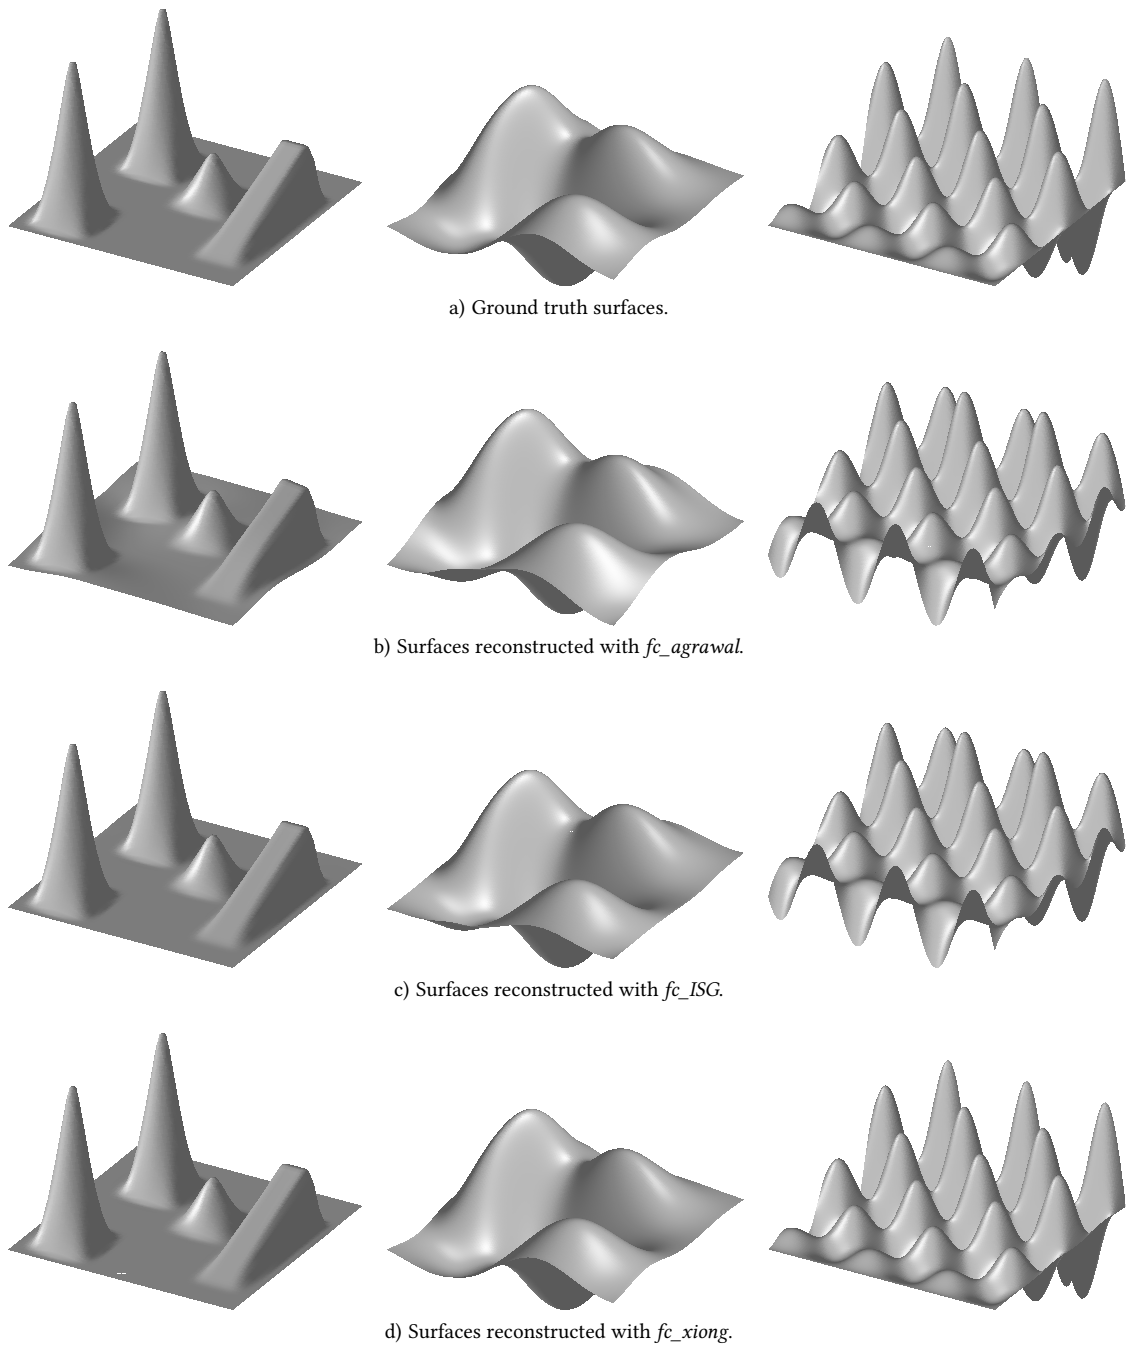 a) Ground truth surfaces.
b) Surfaces reconstructed with fc_agrawal.
c) Surfaces reconstructed with fc_ISG.
d) Surfaces reconstructed with fc_xiong.